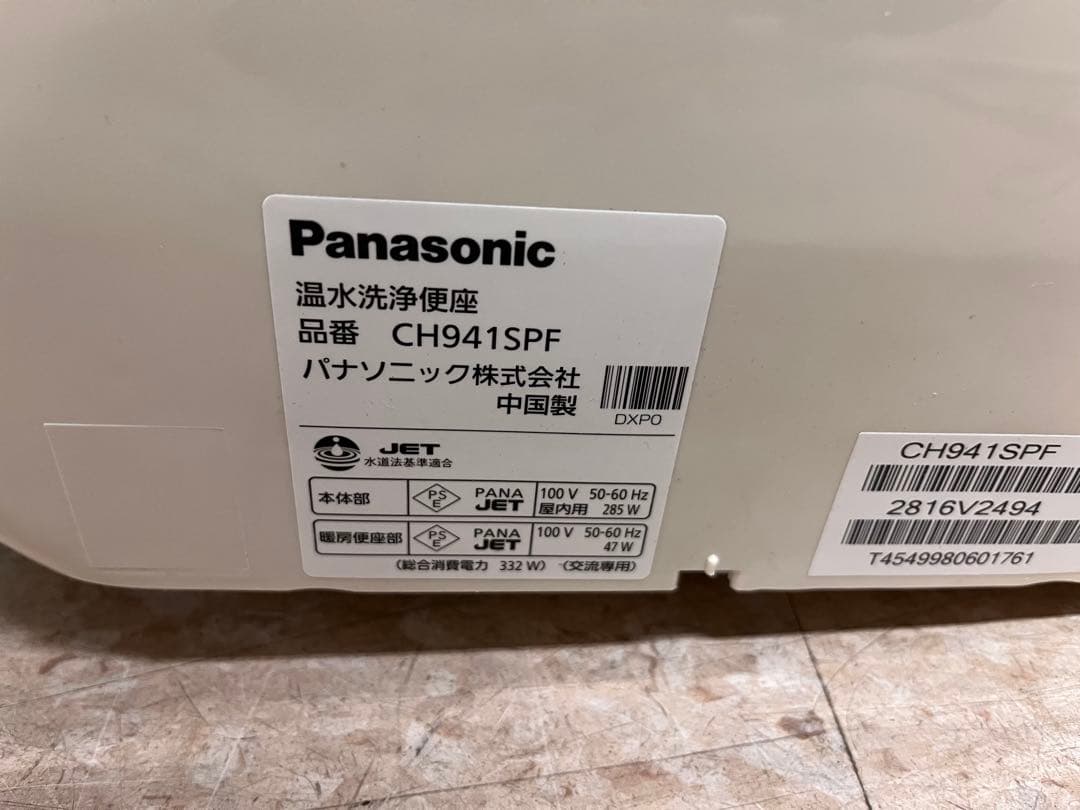 Panasonic
温水洗浄便座
品番 CH941SPF
パナソニック株式会社
中国製
DXP0
JET
水道法基準適合
本体部 PSE PANA JET 100 V 50-60 Hz 屋内用 285 W
暖房便座部 PSE PANA JET 100 V 50-60 Hz 47 W
(総合消費電力 332 W) (交流専用)
CH941SPF
2816V2494
T4549980601761